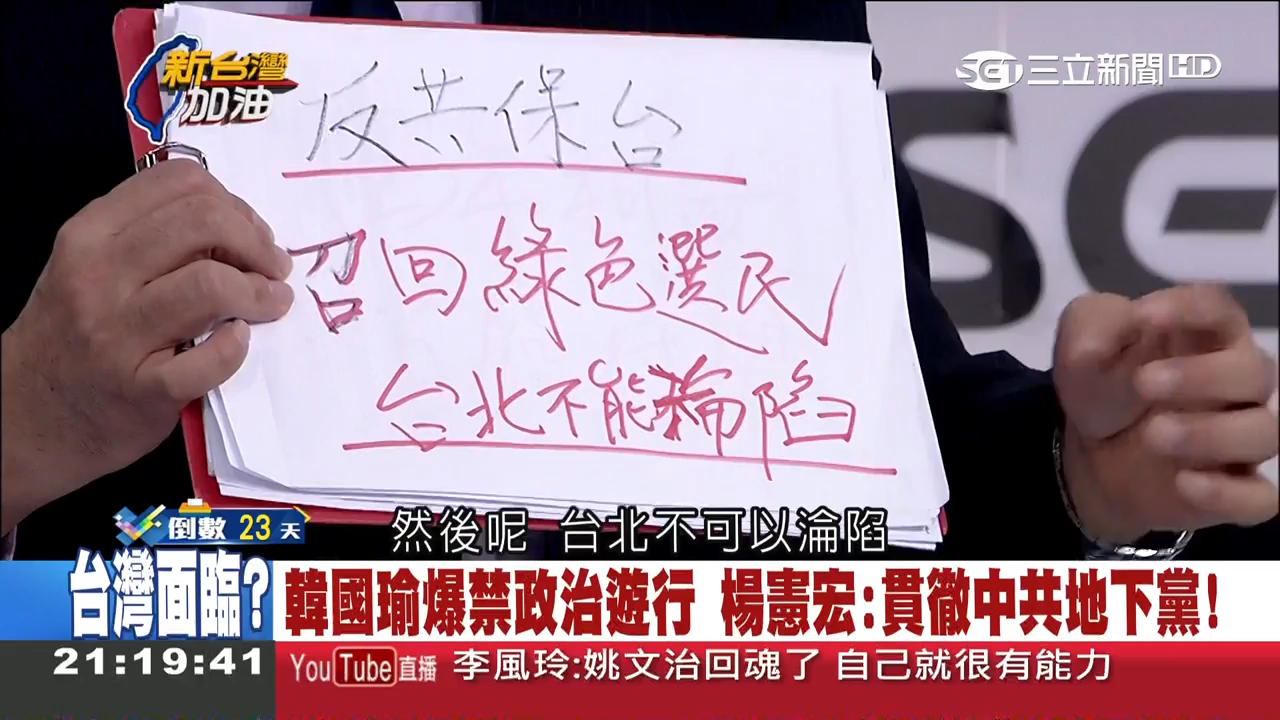 新台灣
加油
SET三立新聞HD
反共保台
召回綠色選民
台北不能淪陷
然後呢 台北不可以淪陷
倒數 23 天
台灣面臨?
韓國瑜爆禁政治遊行 楊憲宏:貫徹中共地下黨!
21:19:41
YouTube直播
李風玲:姚文治回魂了 自己就很有能力